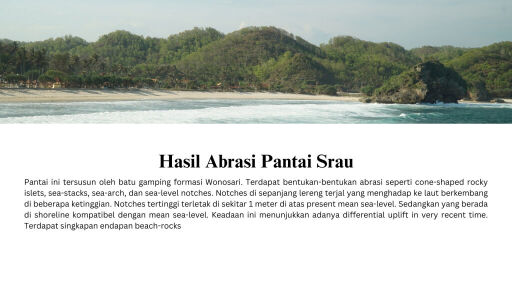 Hasil Abrasi Pantai Srau
Pantai ini tersusun oleh batu gamping formasi Wonosari. Terdapat bentukan-bentukan abrasi seperti cone-shaped rocky
islets, sea-stacks, sea-arch, dan sea-level notches. Notches di sepanjang lereng terjal yang menghadap ke laut berkembang
di beberapa ketinggian. Notches tertinggi terletak di sekitar 1 meter di atas present mean sea-level. Sedangkan yang berada
di shoreline kompatibel dengan mean sea-level. Keadaan ini menunjukkan adanya differential uplift in very recent time.
Terdapat singkapan endapan beach-rocks